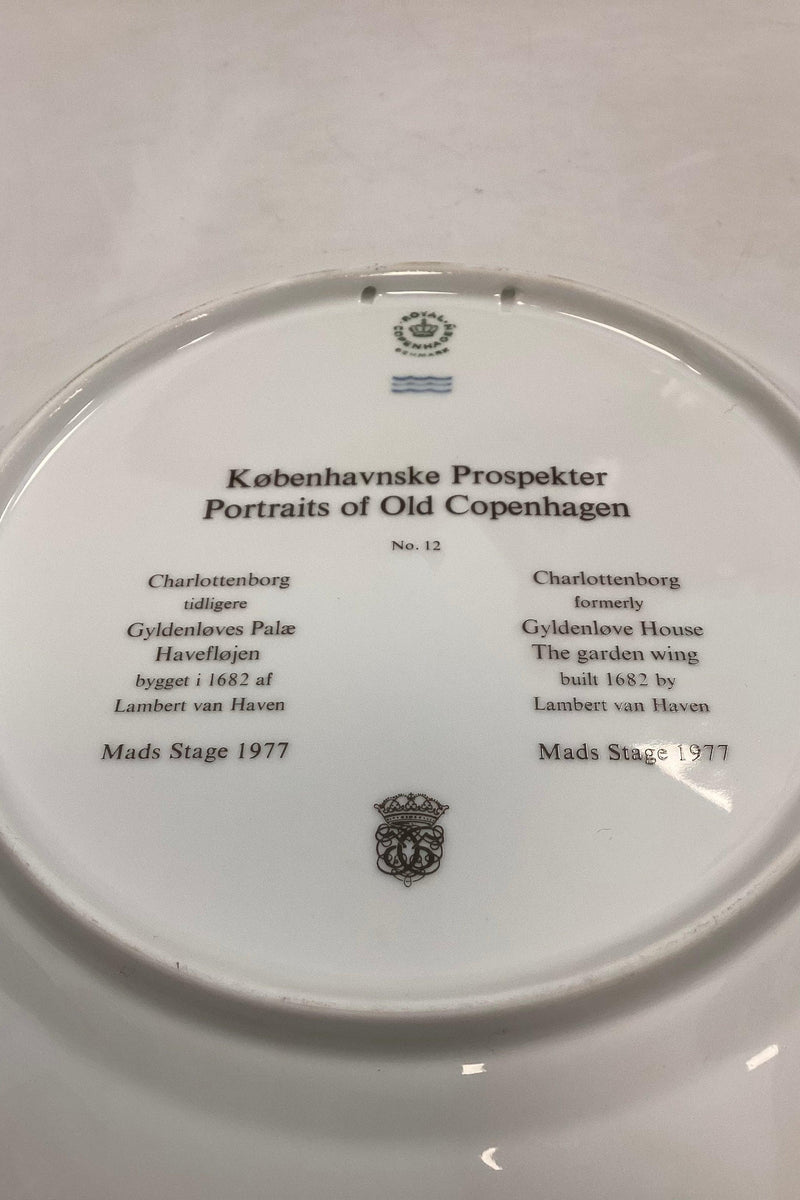 ROYAL
COPENHAGEN
DENMARK
Københavnske Prospekter
Portraits of Old Copenhagen
No. 12
Charlottenborg
tidligere
Gyldenløves Palæ
Havefløjen
bygget i 1682 af
Lambert van Haven
Mads Stage 1977
Charlottenborg
formerly
Gyldenløve House
The garden wing
built 1682 by
Lambert van Haven
Mads Stage 1977